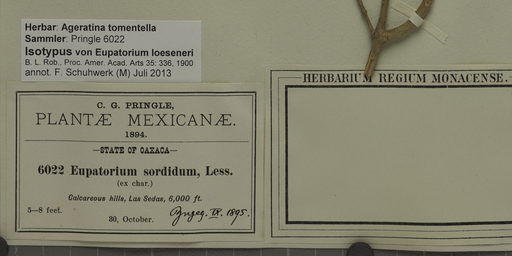 Herbar: Ageratina tomentella
Sammler: Pringle 6022
Isotypus von Eupatorium loeseneri
B. L. Rob., Proc. Amer. Acad. Arts 35: 336, 1900
annot. F. Schuhwerk (M) Juli 2013
HERBARIUM REGIUM MONACENSE.
C. G. PRINGLE,
PLANTÆ MEXICANÆ.
1894.
—STATE OF OAXACA—
6022 Eupatorium sordidum, Less.
(ex char.)
Calcareous hills, Las Sedas, 6,000 ft.
5—8 feet.
30, October.
1895.